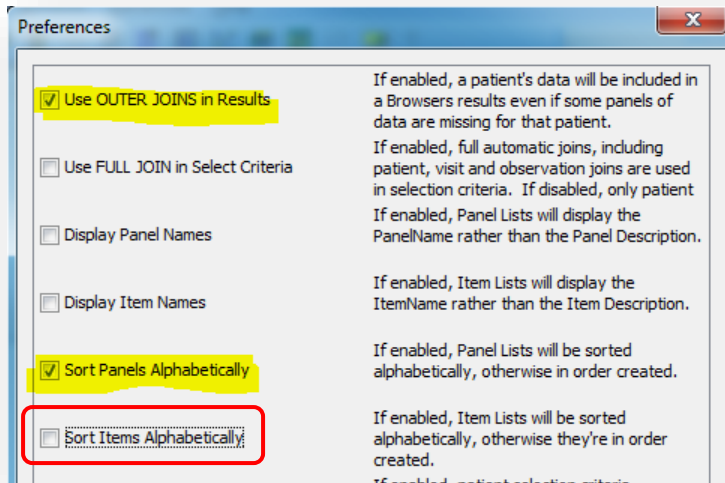 Preferences
Use OUTER JOINS in Results
If enabled, a patient's data will be included in
a Browsers results even if some panels of
data are missing for that patient.
Use FULL JOIN in Select Criteria
If enabled, full automatic joins, including
patient, visit and observation joins are used
in selection criteria. If disabled, only patient
Display Panel Names
If enabled, Panel Lists will display the
PanelName rather than the Panel Description.
Display Item Names
If enabled, Item Lists will display the
ItemName rather than the Item Description.
Sort Panels Alphabetically
If enabled, Panel Lists will be sorted
alphabetically, otherwise in order created.
Sort Items Alphabetically
If enabled, Item Lists will be sorted
alphabetically, otherwise they're in order
created.
If enabled, patient selection criteria